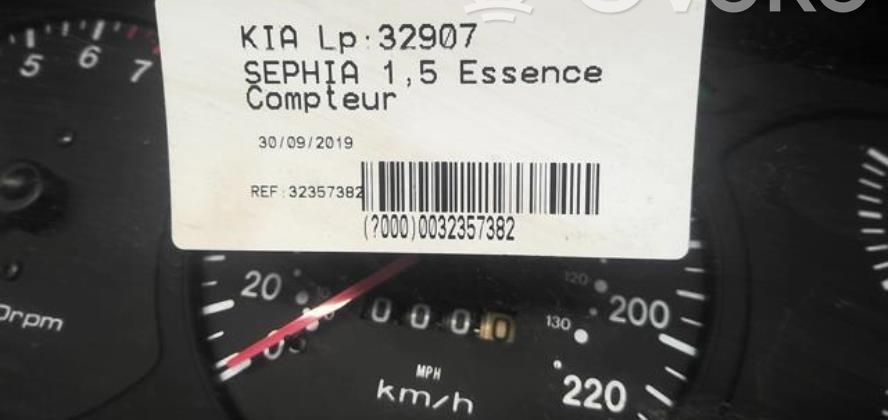 KIA Lp:32907
SEPHIA 1,5 Essence
Compteur
30/09/2019
REF:32357382
(?000)0032357382
5 6 7
rpm
20
0
120
200
130
220
MPH
km/h